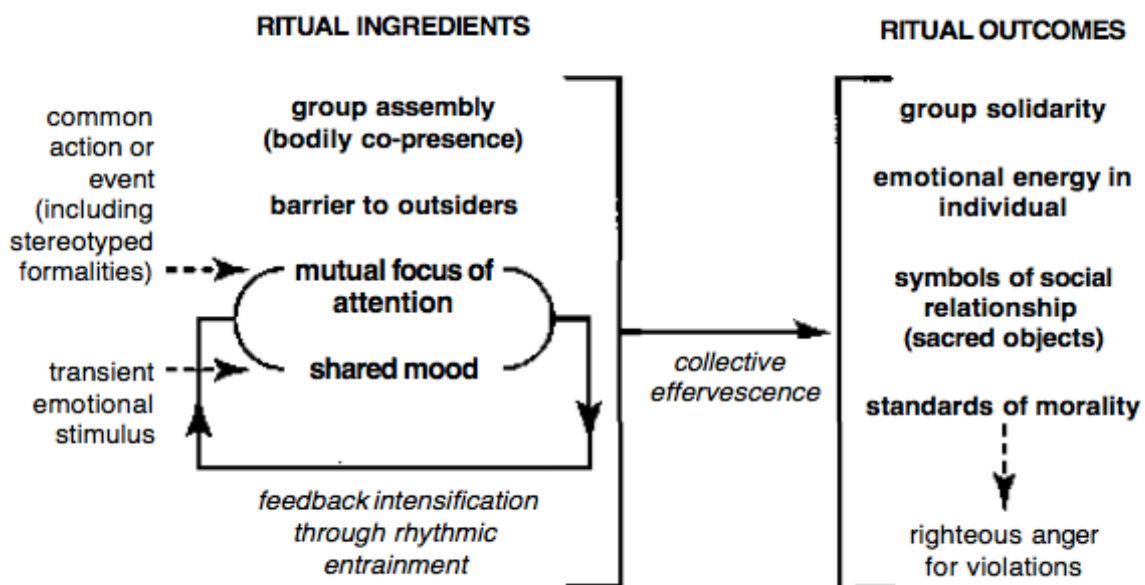 RITUAL INGREDIENTS
RITUAL OUTCOMES
common
action or
event
(including
stereotyped
formalities)
transient
emotional
stimulus
group assembly
(bodily co-presence)
barrier to outsiders
mutual focus of
attention
shared mood
feedback intensification
through rhythmic
entrainment
collective
effervescence
group solidarity
emotional energy in
individual
symbols of social
relationship
(sacred objects)
standards of morality
righteous anger
for violations